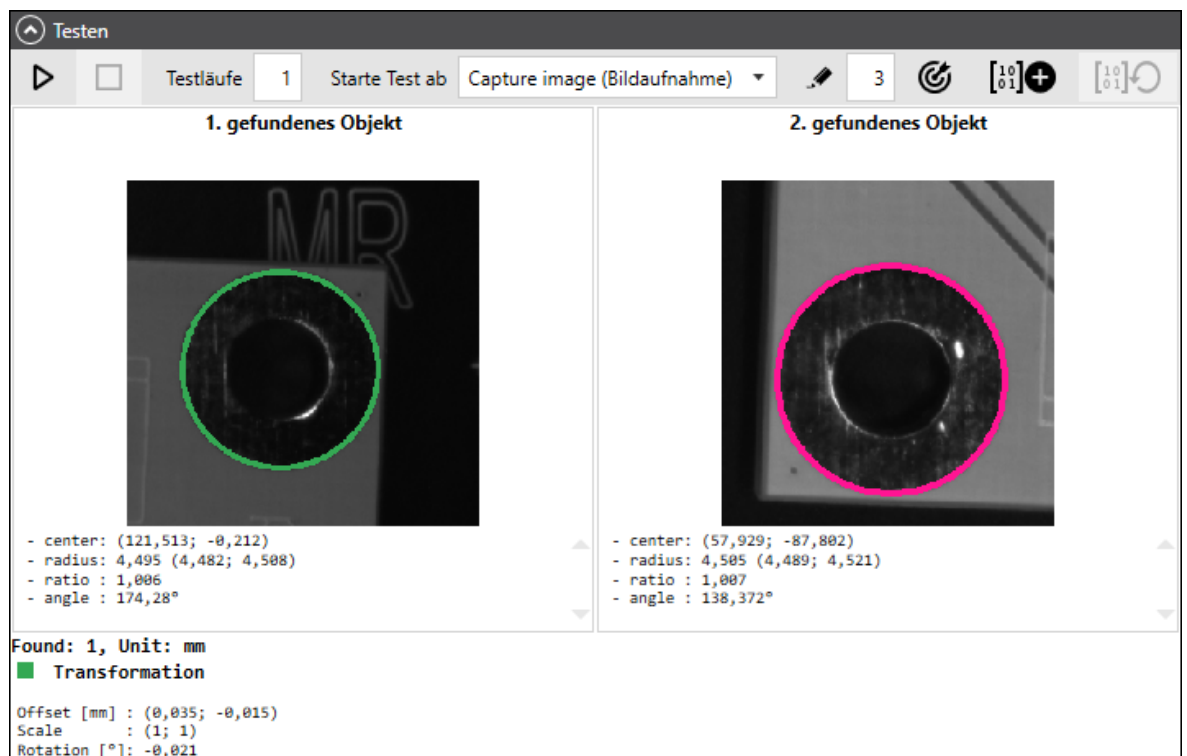 Testen
Testläufe 1 Starte Test ab Capture image (Bildaufnahme) 3
1. gefundenes Objekt
MR
- center: (121,513; -0,212)
- radius: 4,495 (4,482; 4,508)
- ratio : 1,006
- angle : 174,28°
2. gefundenes Objekt
- center: (57,929; -87,802)
- radius: 4,505 (4,489; 4,521)
- ratio : 1,007
- angle : 138,372°
Found: 1, Unit: mm
Transformation
Offset [mm] : (0,035; -0,015)
Scale : (1; 1)
Rotation [°]: -0,021